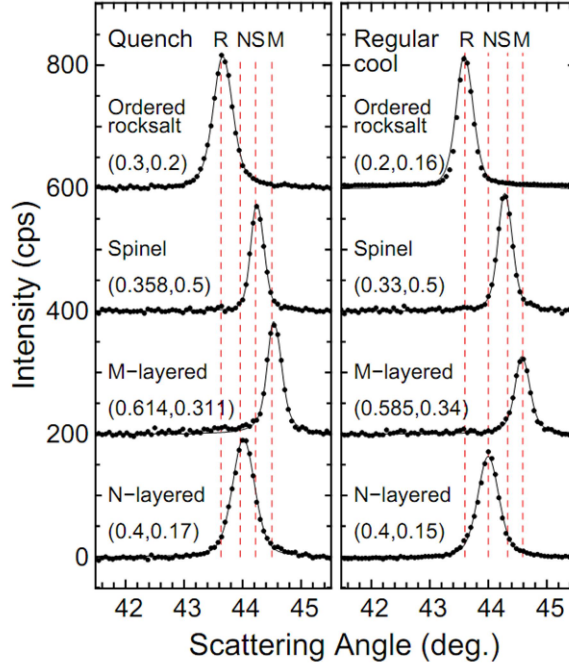 Quench
R NS M
Ordered
rocksalt
(0.3,0.2)
Spinel
(0.358,0.5)
M-layered
(0.614,0.311)
N-layered
(0.4,0.17)
Regular
cool
R NS M
Ordered
rocksalt
(0.2,0.16)
Spinel
(0.33,0.5)
M-layered
(0.585,0.34)
N-layered
(0.4,0.15)
800
600
400
200
0
Intensity (cps)
42 43 44 45
42 43 44 45
Scattering Angle (deg.)